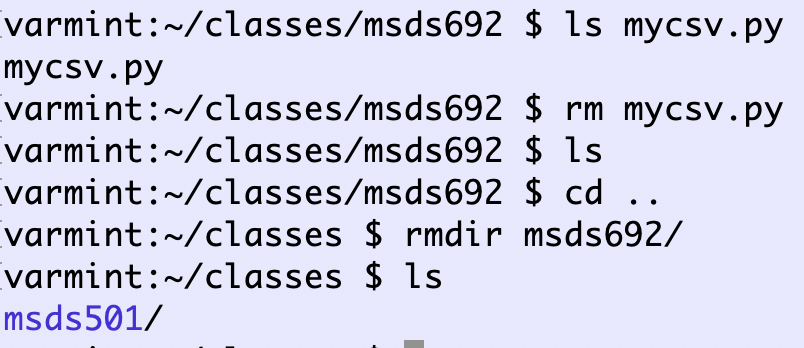 varmint:~/classes/msds692 $ ls mycsv.py
mycsv.py
varmint:~/classes/msds692 $ rm mycsv.py
varmint:~/classes/msds692 $ ls
varmint:~/classes/msds692 $ cd ..
varmint:~/classes $ rmdir msds692/
varmint:~/classes $ ls
msds501/